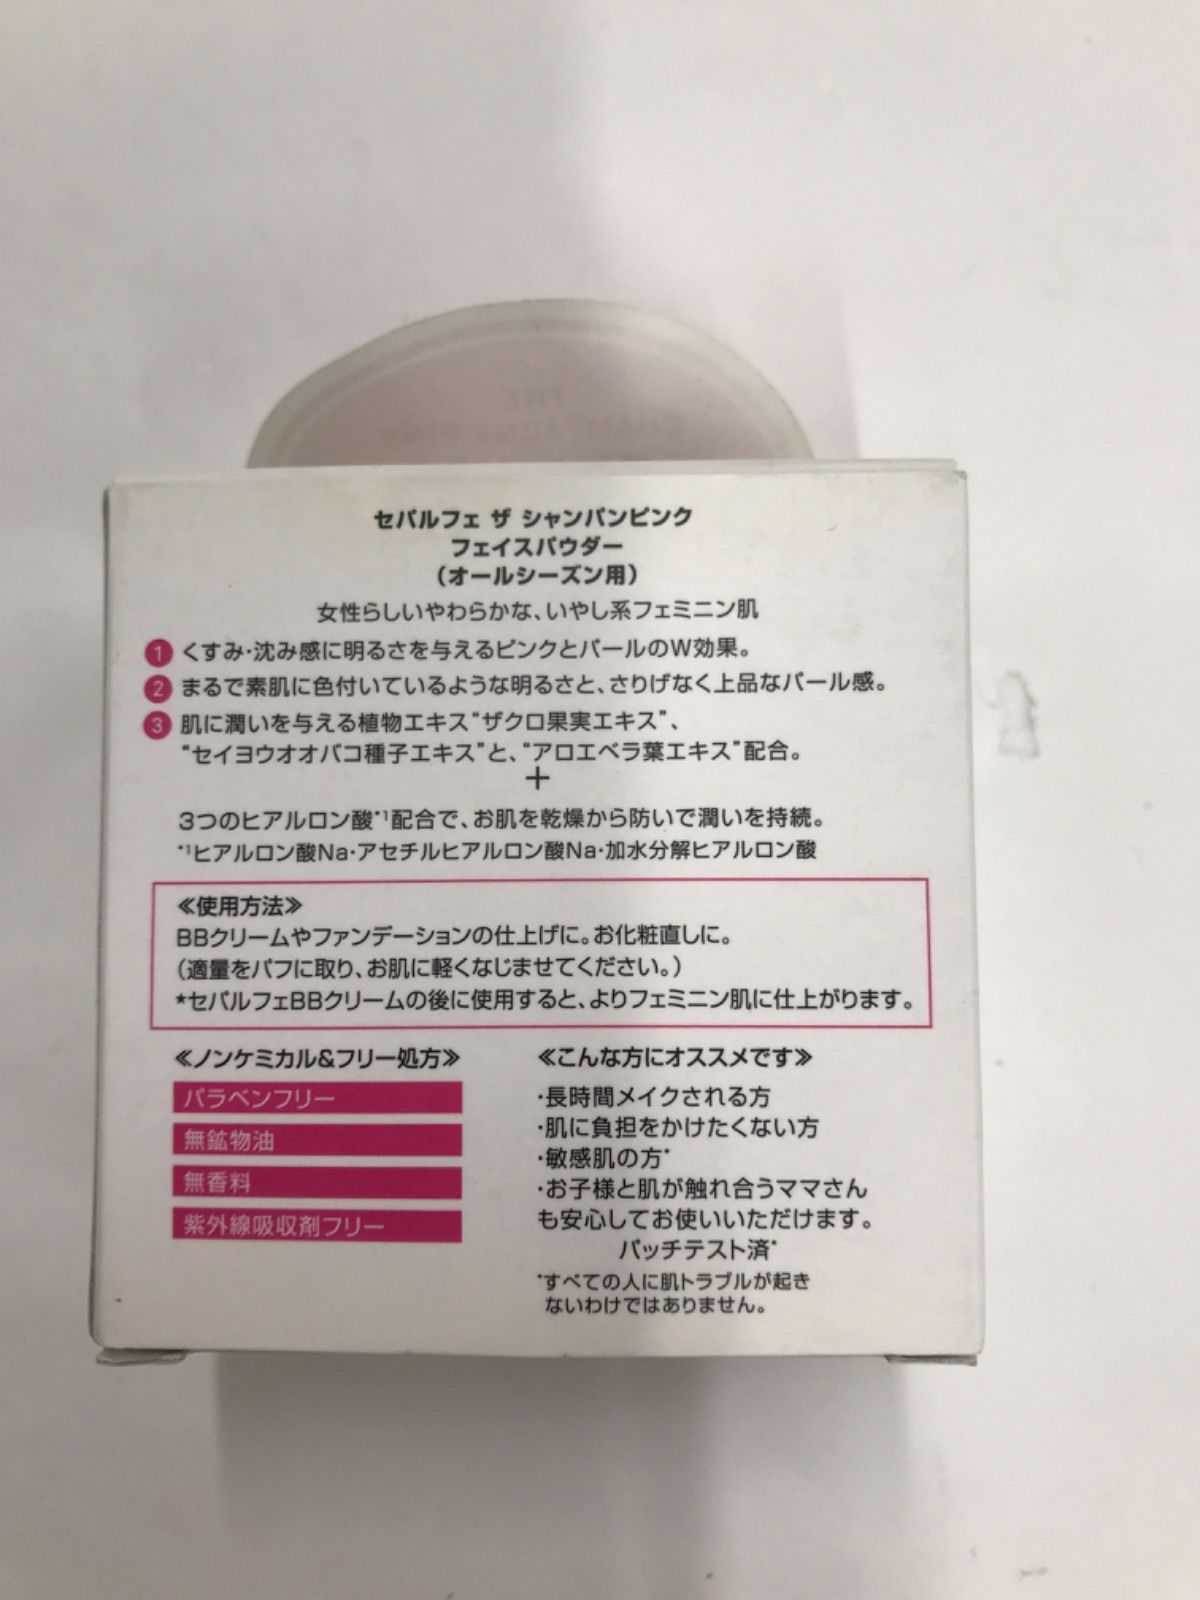 THE
セパルフェ ザ シャンパンピンク
フェイスパウダー
（オールシーズン用）
女性らしいやわらかな、いやし系フェミニン肌
1 くすみ・沈み感に明るさを与えるピンクとパールのW効果。
2 まるで素肌に色付いているような明るさと、さりげなく上品なパール感。
3 肌に潤いを与える植物エキス“ザクロ果実エキス”、
“セイヨウオオバコ種子エキス”と、“アロエベラ葉エキス”配合。
＋
3つのヒアルロン酸*1配合で、お肌を乾燥から防いで潤いを持続。
*1ヒアルロン酸Na・アセチルヒアルロン酸Na・加水分解ヒアルロン酸
≪使用方法≫
BBクリームやファンデーションの仕上げに。お化粧直しに。
（適量をパフに取り、お肌に軽くなじませてください。）
★セパルフェBBクリームの後に使用すると、よりフェミニン肌に仕上がります。
≪ノンケミカル&フリー処方≫
パラベンフリー
無鉱物油
無香料
紫外線吸収剤フリー
≪こんな方にオススメです≫
・長時間メイクされる方
・肌に負担をかけたくない方
・敏感肌の方*
・お子様と肌が触れ合うママさん
も安心してお使いいただけます。
パッチテスト済*
*すべての人に肌トラブルが起き
ないわけではありません。